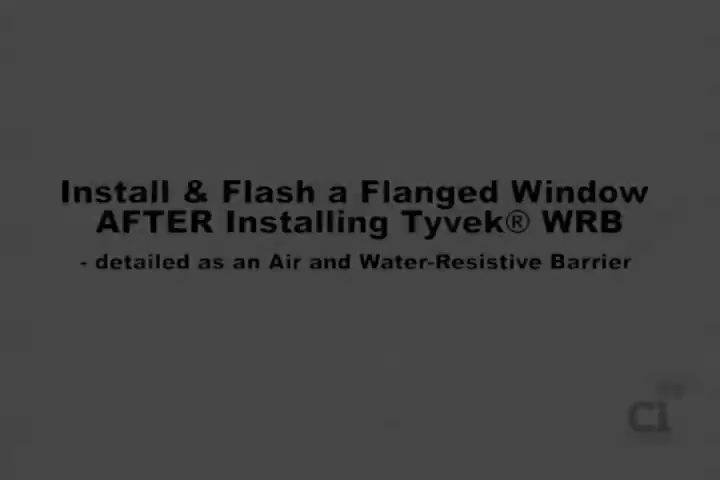 Install & Flash a Flanged Window
AFTER Installing Tyvek® WRB
- detailed as an Air and Water-Resistive Barrier